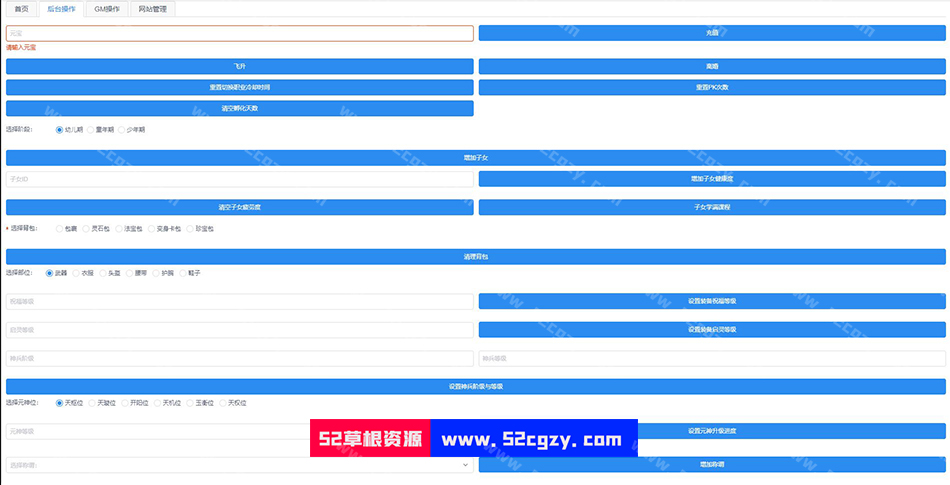 首页 后台操作 GM操作 网站管理
元宝 充值
请输入元宝
飞升 离婚
重置切换职业冷却时间 重置PK次数
清空孵化天数
选择阶段： 幼儿期 童年期 少年期
增加子女
子女ID 增加子女健康度
清空子女疲劳度 子女学满课程
* 选择背包： 包裹 灵石包 法宝包 变身卡包 珍宝包
清理背包
选择部位： 武器 衣服 头盔 腰带 护腕 鞋子
祝福等级 设置装备祝福等级
启灵等级 设置装备启灵等级
神兵阶级 神兵等级
设置神兵阶级与等级
选择元神位： 天枢位 天璇位 开阳位 天机位 玉衡位 天权位
元神等级 设置元神升级进度
52草根资源 www.52cgzy.com
选择称谓： 增加称谓